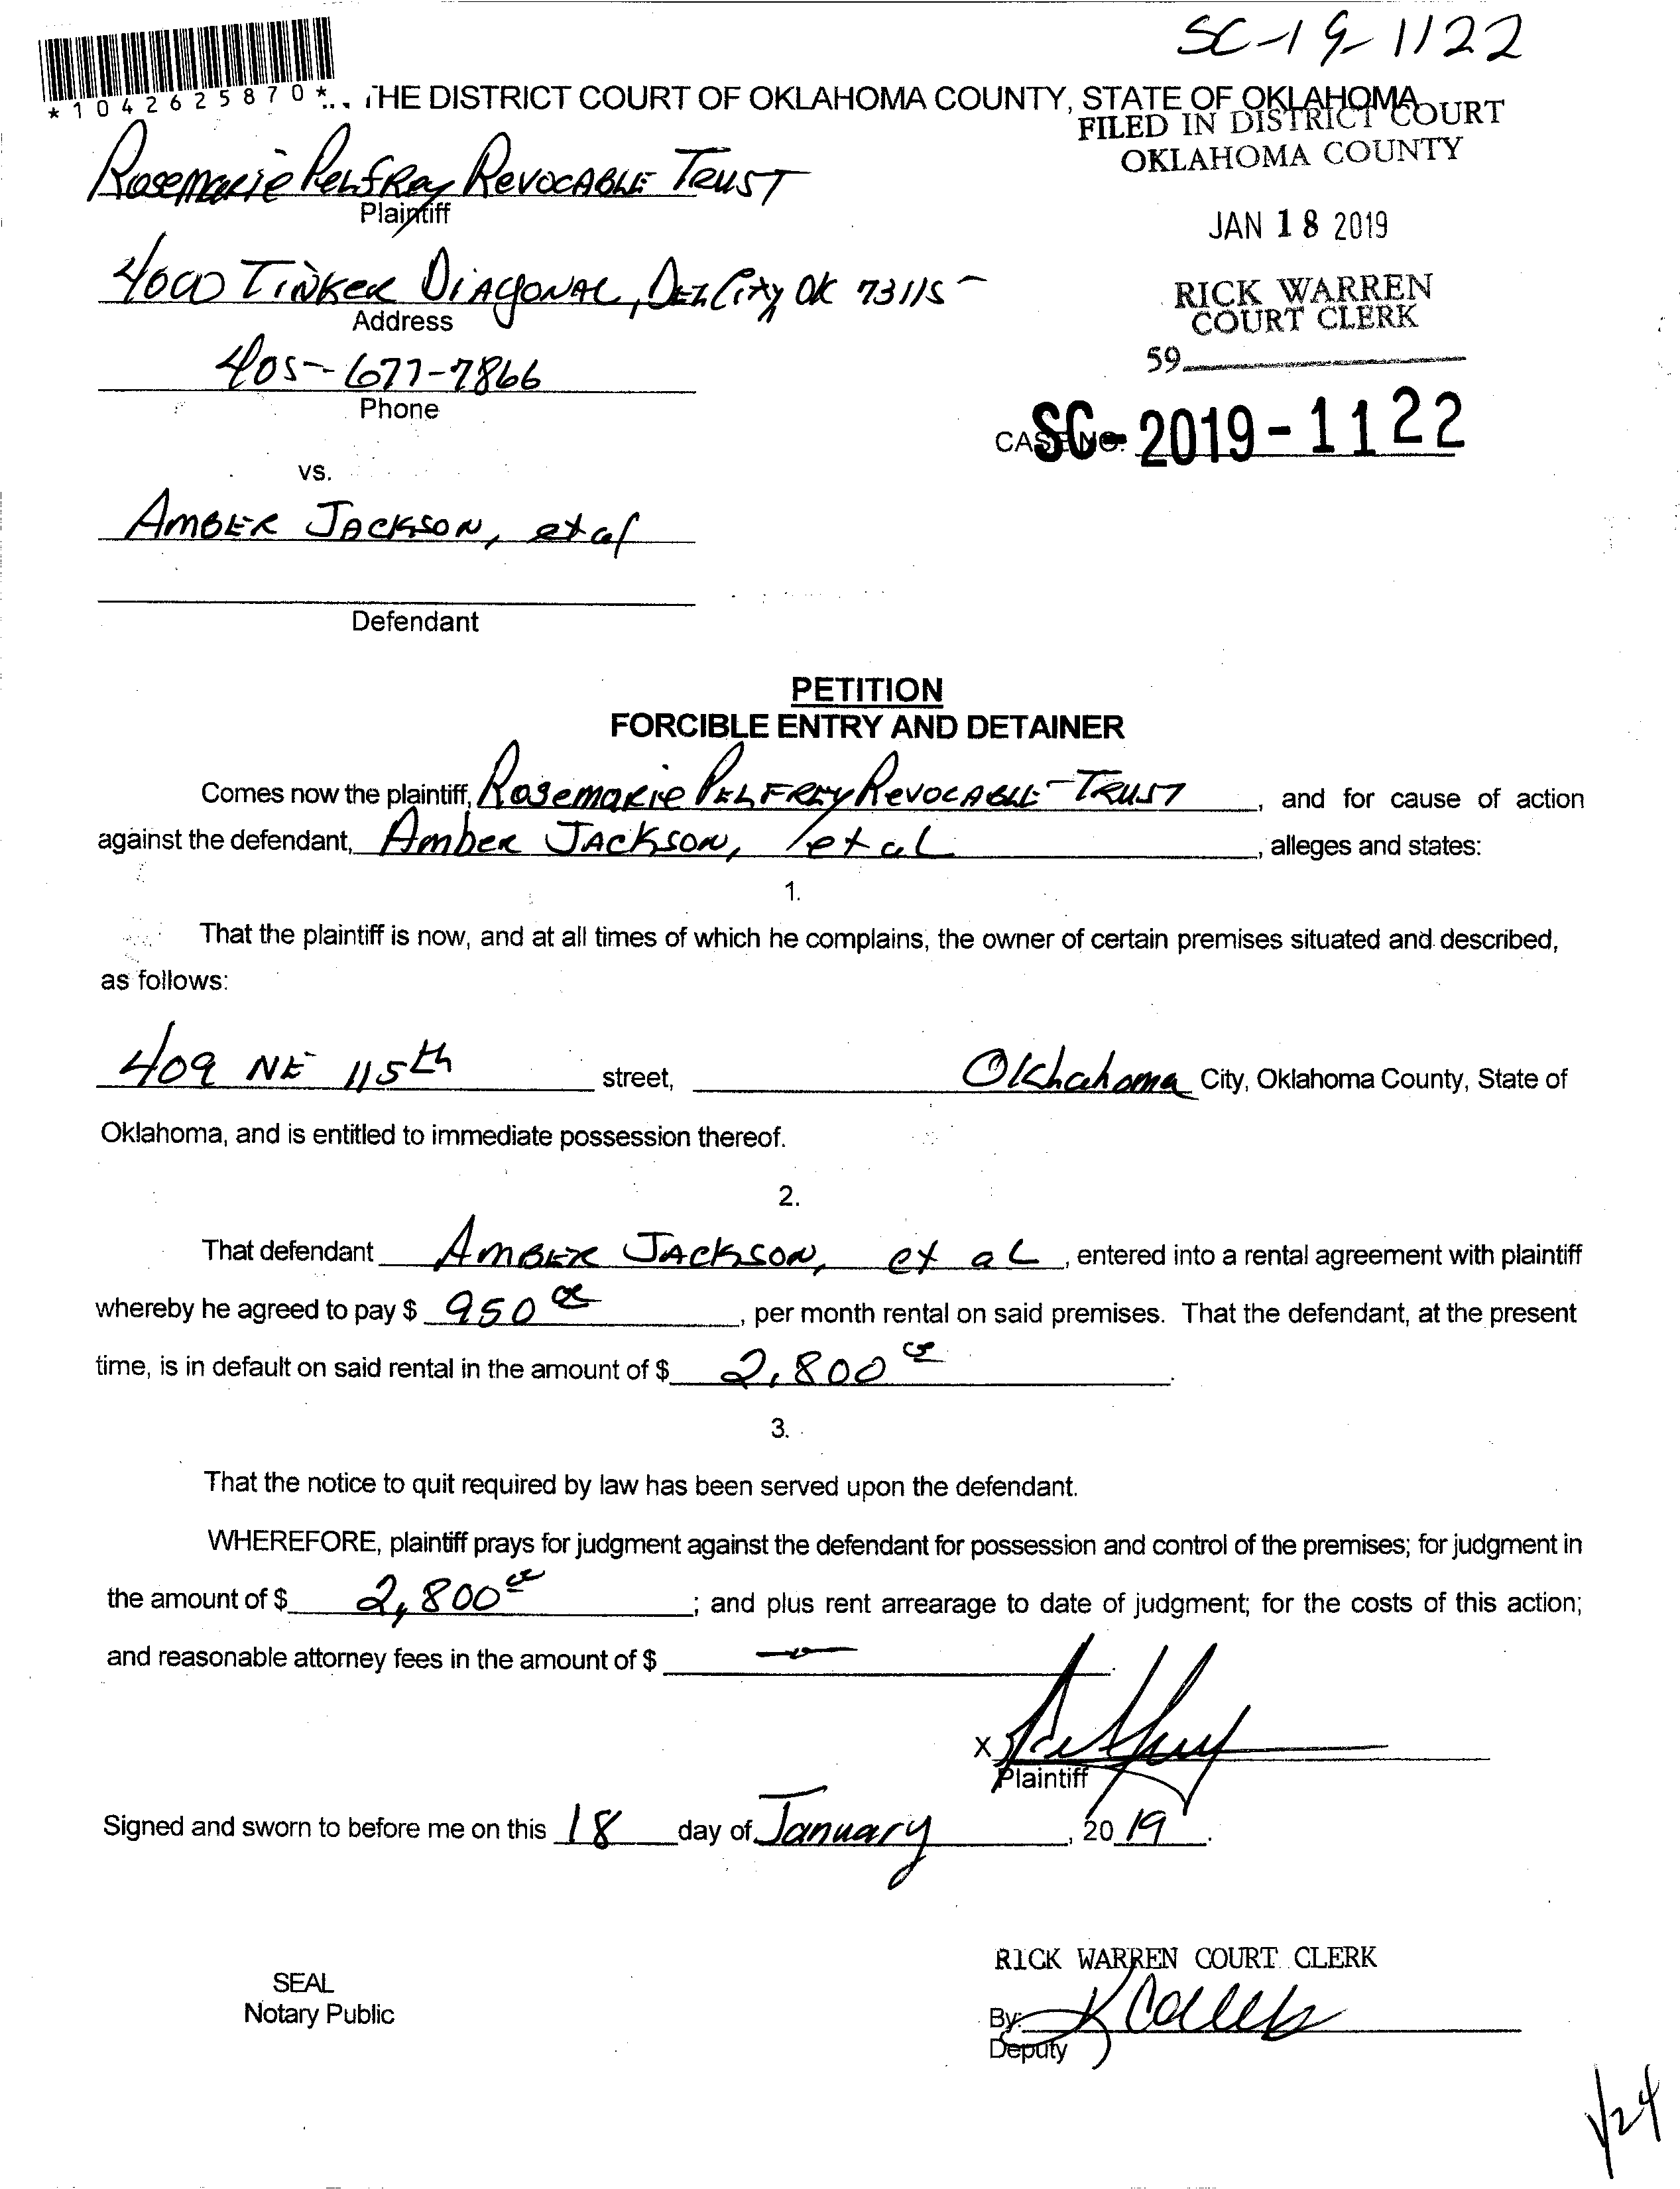 SC-19-1122
*1042625870*
THE DISTRICT COURT OF OKLAHOMA COUNTY, STATE OF OKLAHOMA
FILED IN DISTRICT COURT
OKLAHOMA COUNTY
Rosemarie Pelfrey Revocable Trust
Plaintiff
JAN 18 2019
4000 Tinker Diagonal, Del City OK 73115
Address
RICK WARREN
COURT CLERK
405-677-7866
Phone
59
CASE NO. SC-2019-1122
vs.
Amber Jackson, et al
Defendant
PETITION
FORCIBLE ENTRY AND DETAINER
Comes now the plaintiff, Rosemarie Pelfrey Revocable Trust, and for cause of action
against the defendant, Amber Jackson, et al, alleges and states:
1.
That the plaintiff is now, and at all times of which he complains, the owner of certain premises situated and described,
as follows:
409 NE 115th street, Oklahoma City, Oklahoma County, State of
Oklahoma, and is entitled to immediate possession thereof.
2.
That defendant Amber Jackson, et al, entered into a rental agreement with plaintiff
whereby he agreed to pay $ 950 00, per month rental on said premises. That the defendant, at the present
time, is in default on said rental in the amount of $ 2,800 00.
3.
That the notice to quit required by law has been served upon the defendant.
WHEREFORE, plaintiff prays for judgment against the defendant for possession and control of the premises; for judgment in
the amount of $ 2,800 00; and plus rent arrearage to date of judgment; for the costs of this action;
and reasonable attorney fees in the amount of $
X
Plaintiff
Signed and sworn to before me on this 18 day of January, 2019.
RICK WARREN COURT CLERK
SEAL
Notary Public
By:
Deputy
1/24